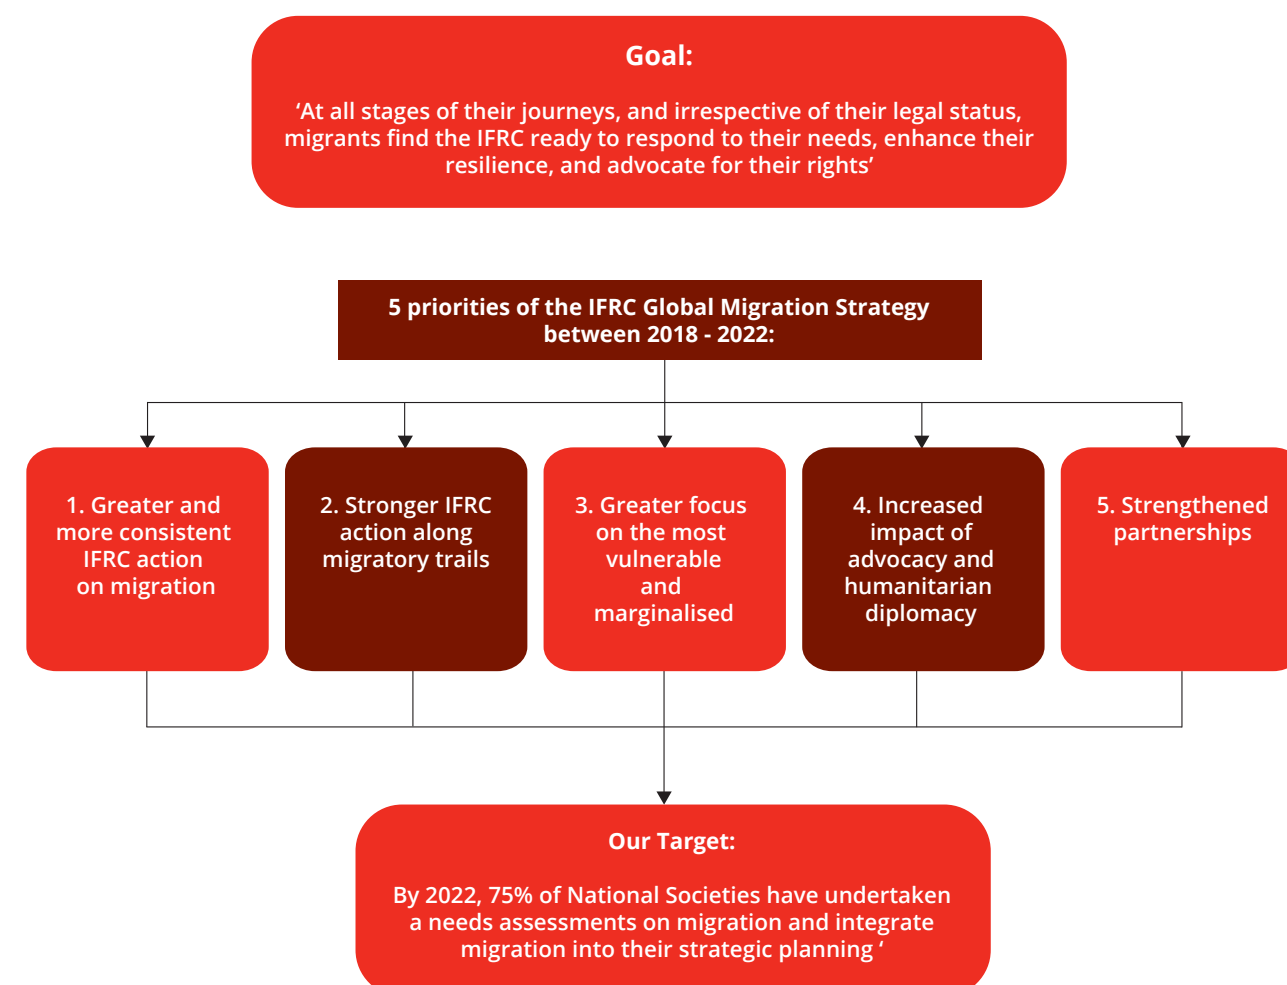 Goal:
‘At all stages of their journeys, and irrespective of their legal status,
migrants find the IFRC ready to respond to their needs, enhance their
resilience, and advocate for their rights’
5 priorities of the IFRC Global Migration Strategy
between 2018 - 2022:
1. Greater and
more consistent
IFRC action
on migration
2. Stronger IFRC
action along
migratory trails
3. Greater focus
on the most
vulnerable
and
marginalised
4. Increased
impact of
advocacy and
humanitarian
diplomacy
5. Strengthened
partnerships
Our Target:
By 2022, 75% of National Societies have undertaken
a needs assessments on migration and integrate
migration into their strategic planning ‘